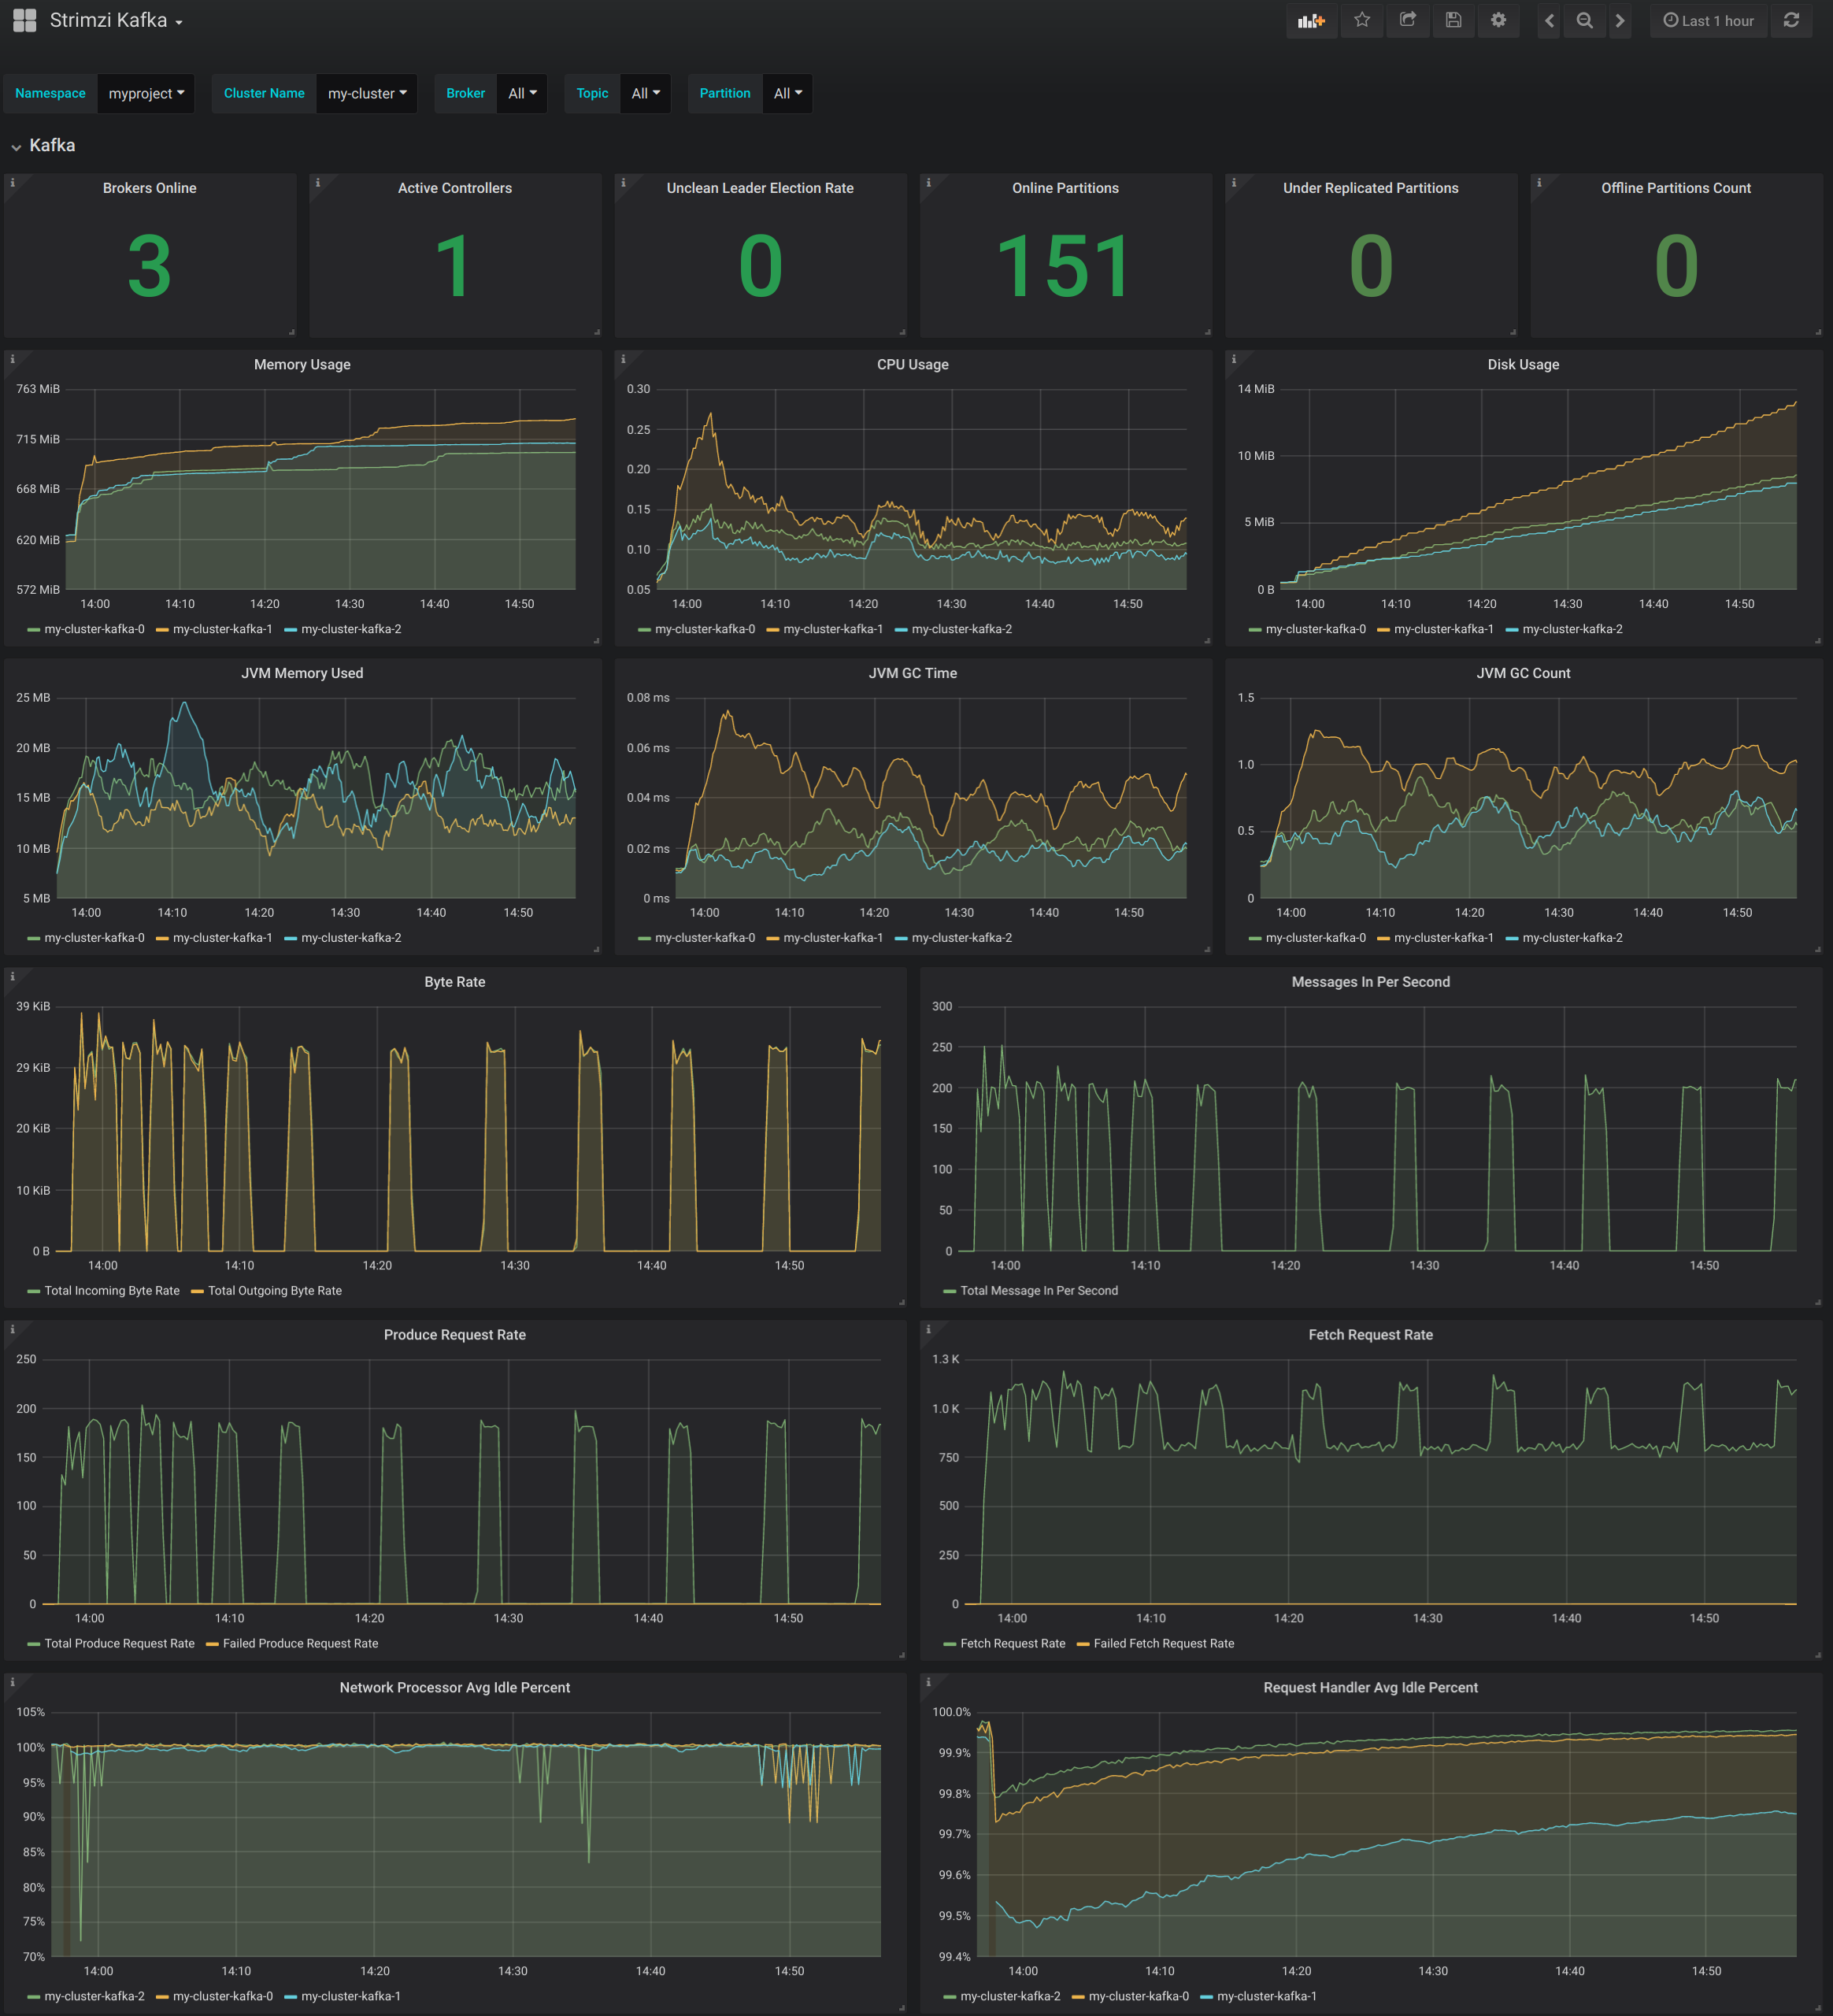 Strimzi Kafka
Last 1 hour
Namespace myproject Cluster Name my-cluster Broker All Topic All Partition All
Kafka
Brokers Online
3
Active Controllers
1
Unclean Leader Election Rate
0
Online Partitions
151
Under Replicated Partitions
0
Offline Partitions Count
0
Memory Usage
763 MiB
715 MiB
668 MiB
620 MiB
572 MiB
14:00 14:10 14:20 14:30 14:40 14:50
my-cluster-kafka-0 my-cluster-kafka-1 my-cluster-kafka-2
CPU Usage
0.30
0.25
0.20
0.15
0.10
0.05
14:00 14:10 14:20 14:30 14:40 14:50
my-cluster-kafka-0 my-cluster-kafka-1 my-cluster-kafka-2
Disk Usage
14 MiB
10 MiB
5 MiB
0 B
14:00 14:10 14:20 14:30 14:40 14:50
my-cluster-kafka-0 my-cluster-kafka-1 my-cluster-kafka-2
JVM Memory Used
25 MB
20 MB
15 MB
10 MB
5 MB
14:00 14:10 14:20 14:30 14:40 14:50
my-cluster-kafka-0 my-cluster-kafka-1 my-cluster-kafka-2
JVM GC Time
0.08 ms
0.06 ms
0.04 ms
0.02 ms
0 ms
14:00 14:10 14:20 14:30 14:40 14:50
my-cluster-kafka-0 my-cluster-kafka-1 my-cluster-kafka-2
JVM GC Count
1.5
1.0
0.5
0
14:00 14:10 14:20 14:30 14:40 14:50
my-cluster-kafka-0 my-cluster-kafka-1 my-cluster-kafka-2
Byte Rate
39 KiB
29 KiB
20 KiB
10 KiB
0 B
14:00 14:10 14:20 14:30 14:40 14:50
Total Incoming Byte Rate Total Outgoing Byte Rate
Messages In Per Second
300
250
200
150
100
50
0
14:00 14:10 14:20 14:30 14:40 14:50
Total Message In Per Second
Produce Request Rate
250
200
150
100
50
0
14:00 14:10 14:20 14:30 14:40 14:50
Total Produce Request Rate Failed Produce Request Rate
Fetch Request Rate
1.3 K
1.0 K
750
500
250
0
14:00 14:10 14:20 14:30 14:40 14:50
Fetch Request Rate Failed Fetch Request Rate
Network Processor Avg Idle Percent
105%
100%
95%
90%
85%
80%
75%
70%
14:00 14:10 14:20 14:30 14:40 14:50
my-cluster-kafka-2 my-cluster-kafka-0 my-cluster-kafka-1
Request Handler Avg Idle Percent
100.0%
99.9%
99.8%
99.7%
99.6%
99.5%
99.4%
14:00 14:10 14:20 14:30 14:40 14:50
my-cluster-kafka-2 my-cluster-kafka-0 my-cluster-kafka-1